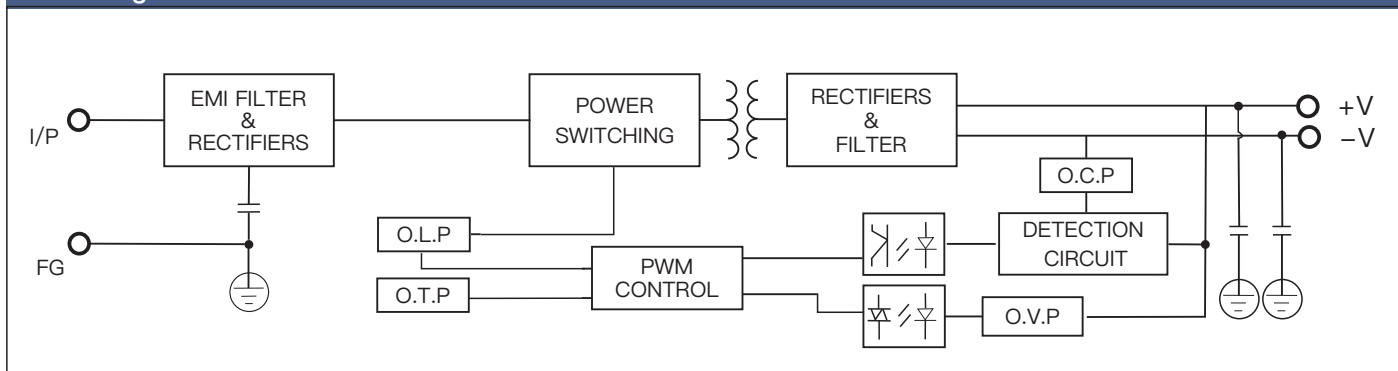 I/P
EMI FILTER
&
RECTIFIERS
POWER
SWITCHING
RECTIFIERS
&
FILTER
+V
−V
O.C.P
FG
O.L.P
O.T.P
PWM
CONTROL
DETECTION
CIRCUIT
O.V.P